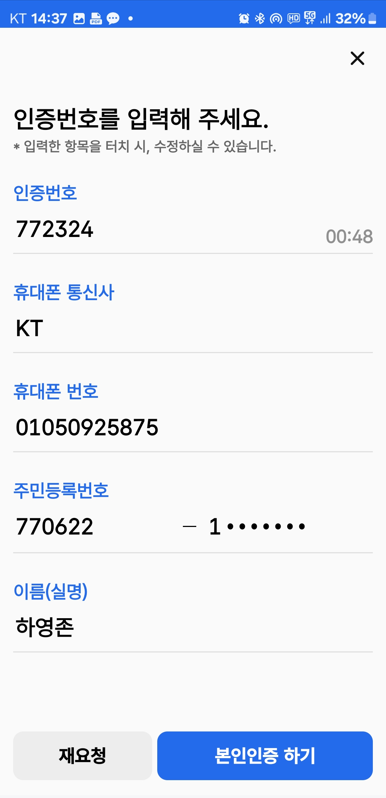 KT 14:37 HD 5G 32%
인증번호를 입력해 주세요.
* 입력한 항목을 터치 시, 수정하실 수 있습니다.
인증번호
772324 00:48
휴대폰 통신사
KT
휴대폰 번호
01050925875
주민등록번호
770622 – 1•••••••
이름(실명)
하영존
재요청 본인인증 하기